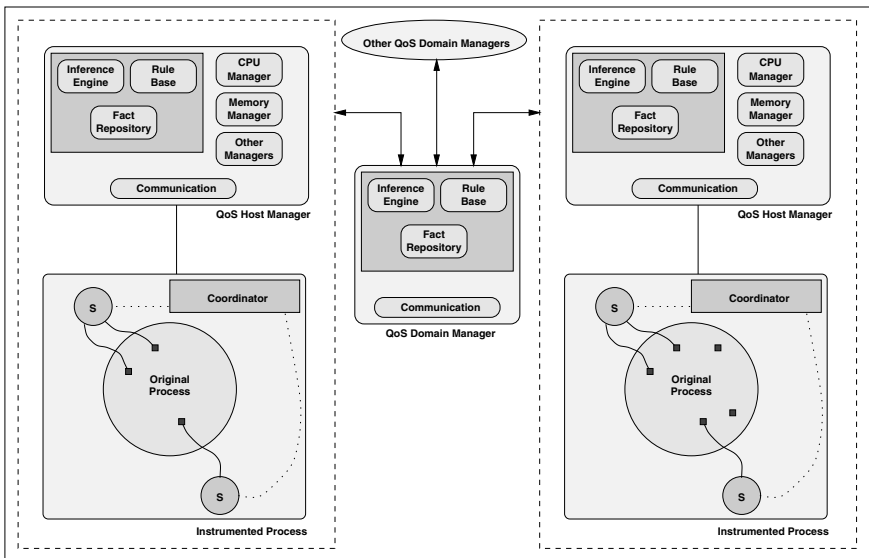 Other QoS Domain Managers
Inference
Engine
Rule
Base
Fact
Repository
CPU
Manager
Memory
Manager
Other
Managers
Communication
QoS Host Manager
S
Coordinator
Original
Process
S
Instrumented Process
Inference
Engine
Rule
Base
Fact
Repository
Communication
QoS Domain Manager
Inference
Engine
Rule
Base
Fact
Repository
CPU
Manager
Memory
Manager
Other
Managers
Communication
QoS Host Manager
S
Coordinator
Original
Process
S
Instrumented Process